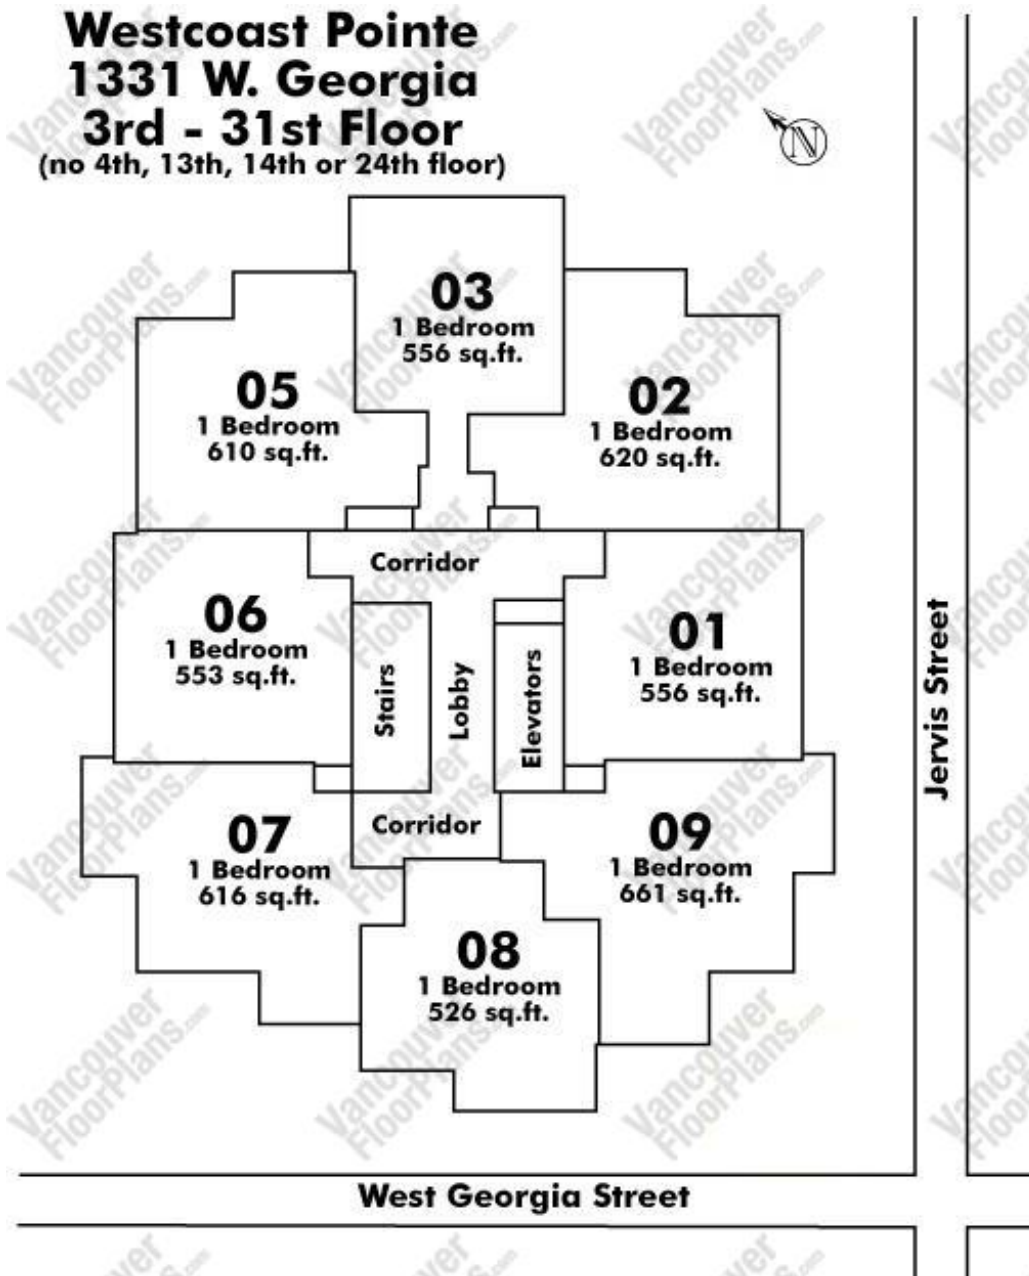 Westcoast Pointe
1331 W. Georgia
3rd - 31st Floor
(no 4th, 13th, 14th or 24th floor)
N
03
1 Bedroom
556 sq.ft.
05
1 Bedroom
610 sq.ft.
02
1 Bedroom
620 sq.ft.
Corridor
06
1 Bedroom
553 sq.ft.
Stairs
Lobby
Elevators
01
1 Bedroom
556 sq.ft.
Jervis Street
07
1 Bedroom
616 sq.ft.
Corridor
09
1 Bedroom
661 sq.ft.
08
1 Bedroom
526 sq.ft.
West Georgia Street
Vancouver
FloorPlans.com